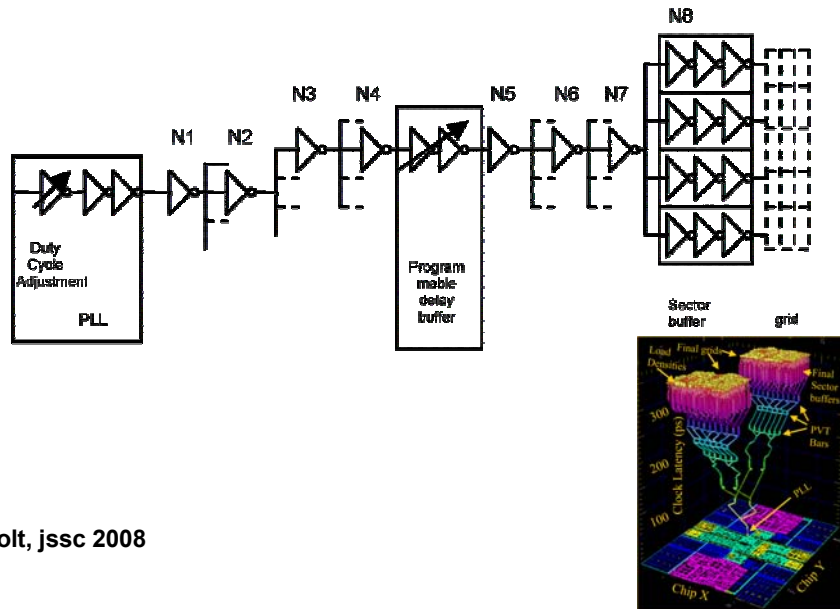 N8
N3
N4
N5
N6
N7
N1
N2
Duty
Cycle
Adjustment
PLL
Program
mable
delay
buffer
Sector
buffer
grid
Load
Densities
Final grids
Final
Sector
buffers
PVT
Bars
PLL
300
200
100
Clock Latency (ps)
Chip X
Chip Y
olt, jssc 2008